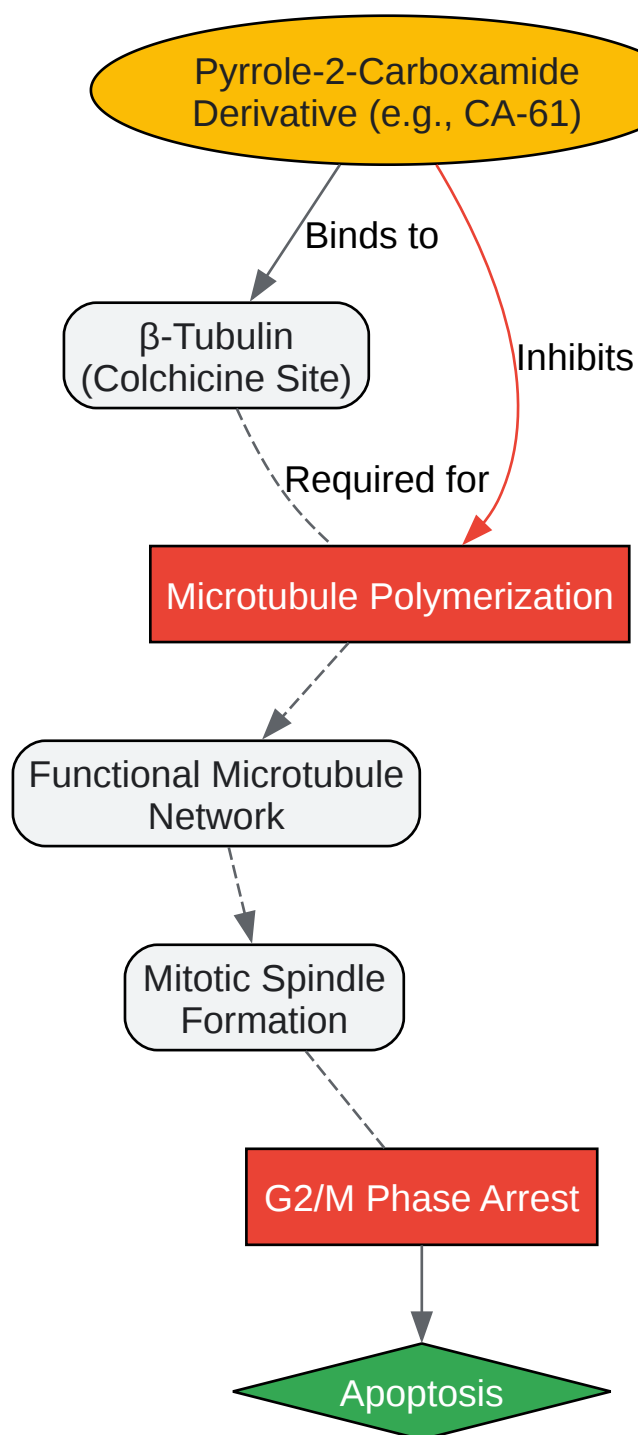 Pyrrole-2-Carboxamide
Derivative (e.g., CA-61)
Binds to
β-Tubulin
(Colchicine Site)
Inhibits
Required for
Microtubule Polymerization
Functional Microtubule
Network
Mitotic Spindle
Formation
G2/M Phase Arrest
Apoptosis